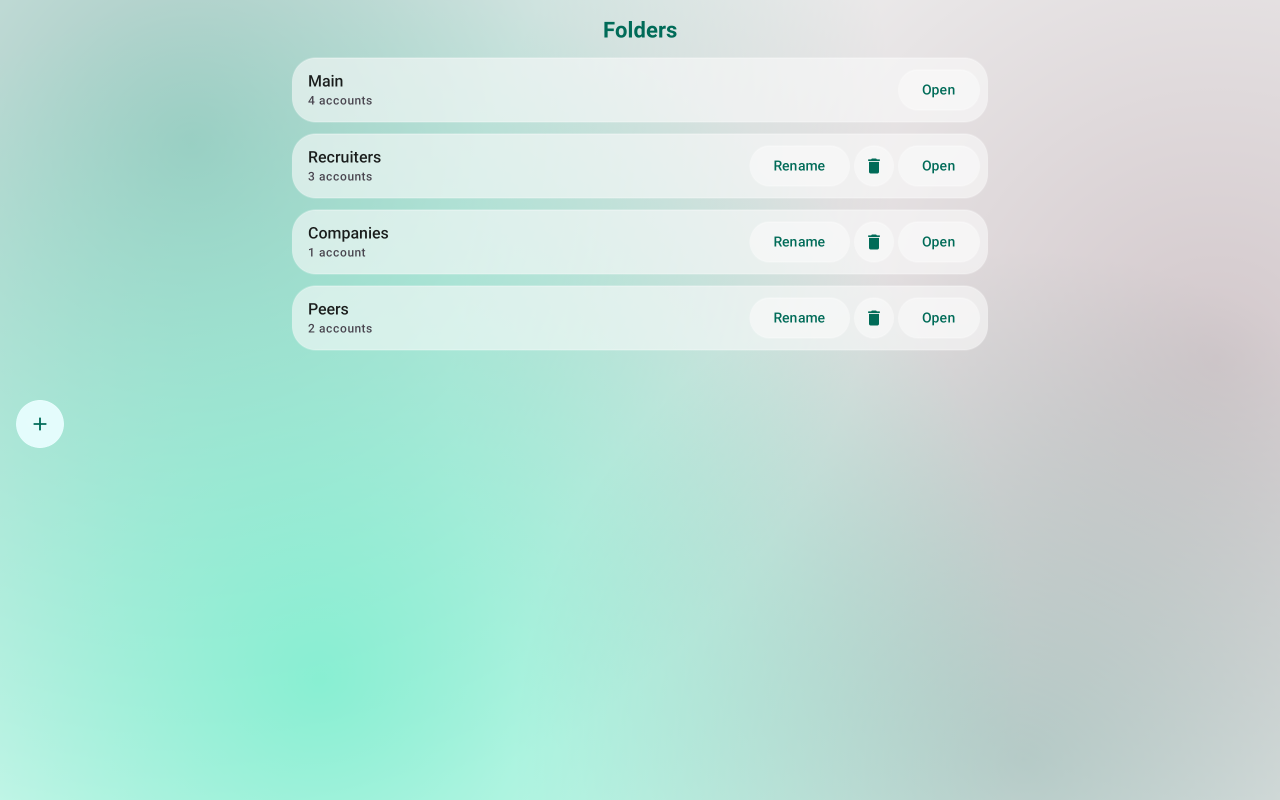 Folders
Main
4 accounts
Open
Recruiters
3 accounts
Rename
Open
Companies
1 account
Rename
Open
Peers
2 accounts
Rename
Open